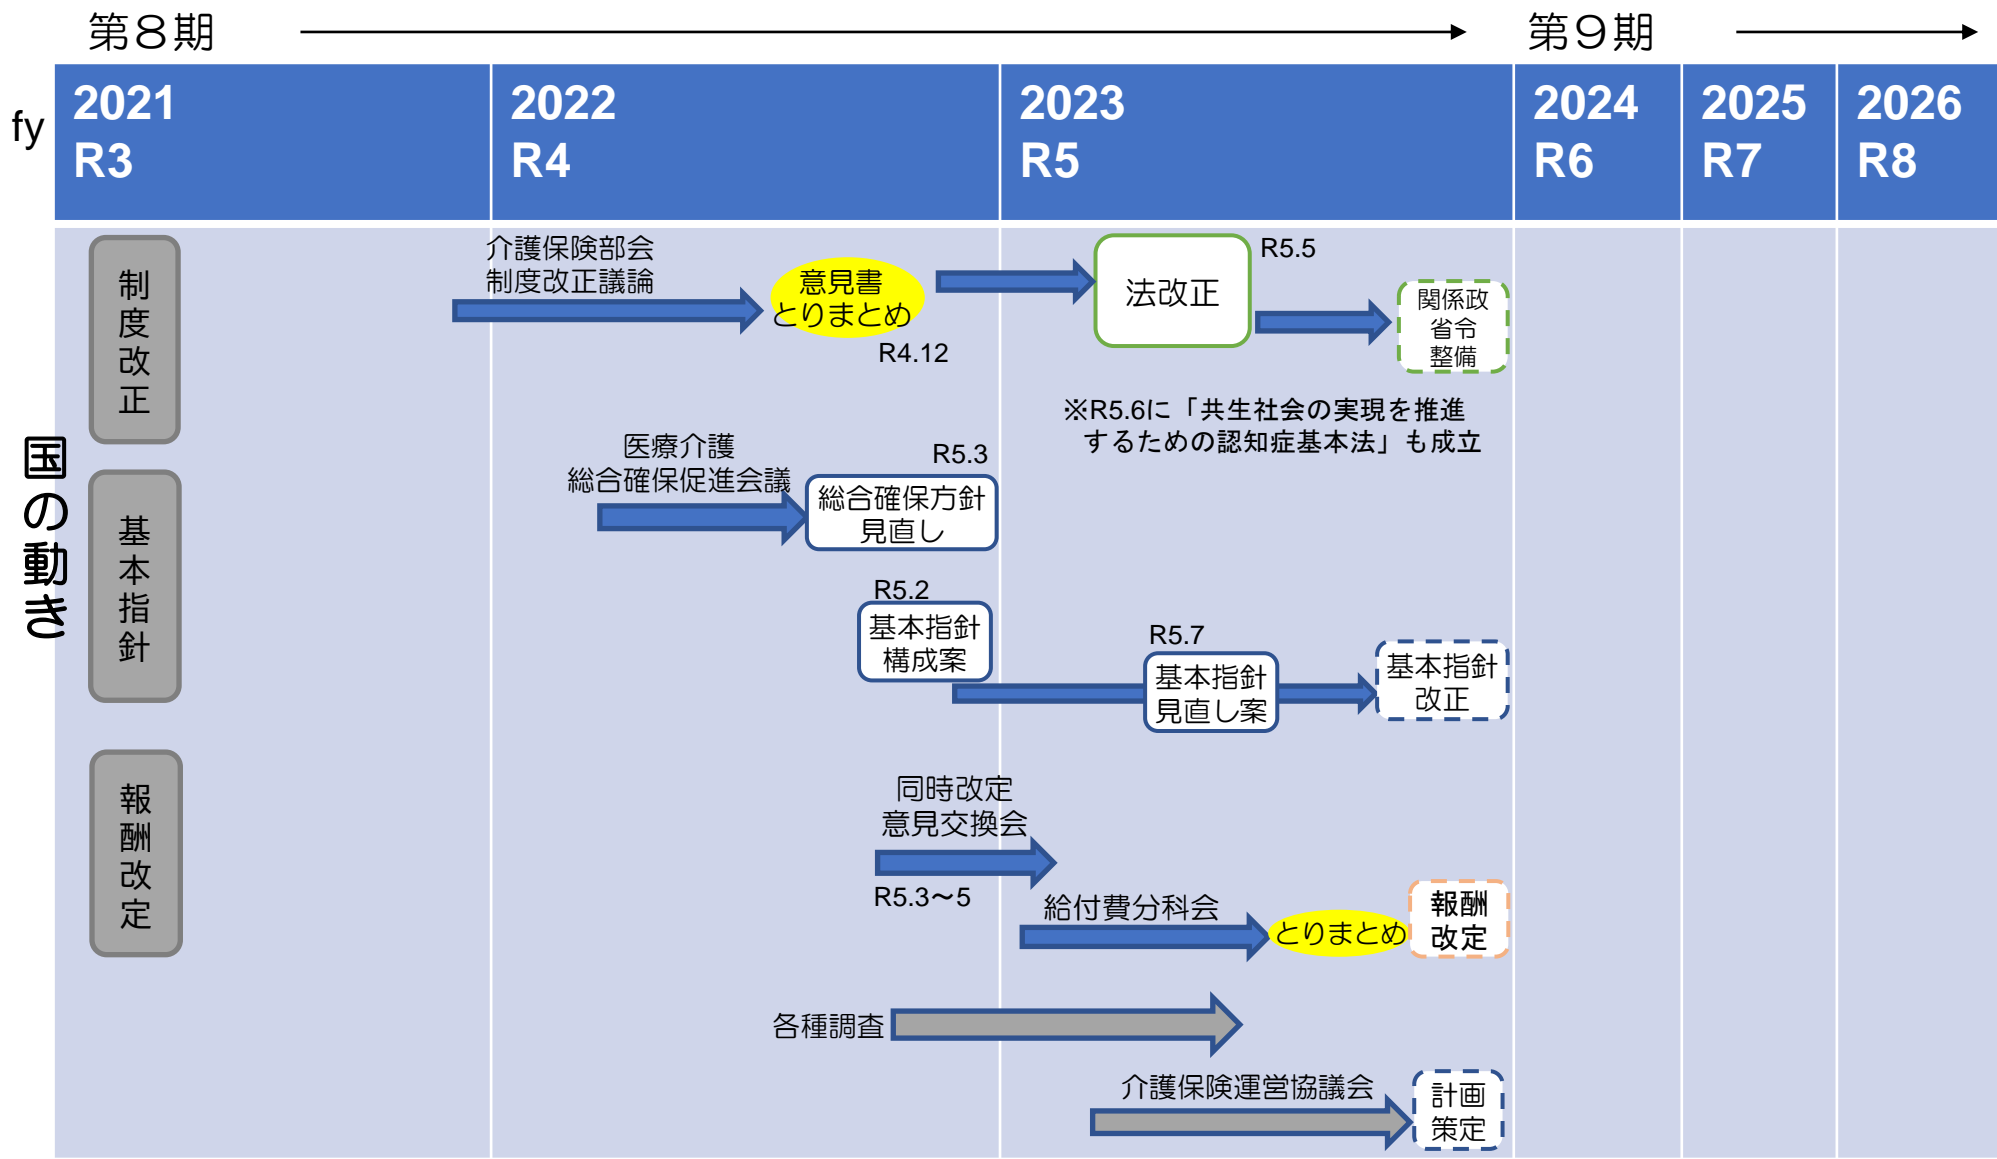 第８期
第９期
fy
2021
R3
2022
R4
2023
R5
2024
R6
2025
R7
2026
R8
国の動き
制度改正
介護保険部会
制度改正議論
意見書
とりまとめ
R4.12
法改正
R5.5
関係政
省令
整備
※R5.6に「共生社会の実現を推進
するための認知症基本法」も成立
基本指針
医療介護
総合確保促進会議
R5.3
総合確保方針
見直し
R5.2
基本指針
構成案
R5.7
基本指針
見直し案
基本指針
改正
報酬改定
同時改定
意見交換会
R5.3～5
給付費分科会
とりまとめ
報酬
改定
各種調査
介護保険運営協議会
計画
策定